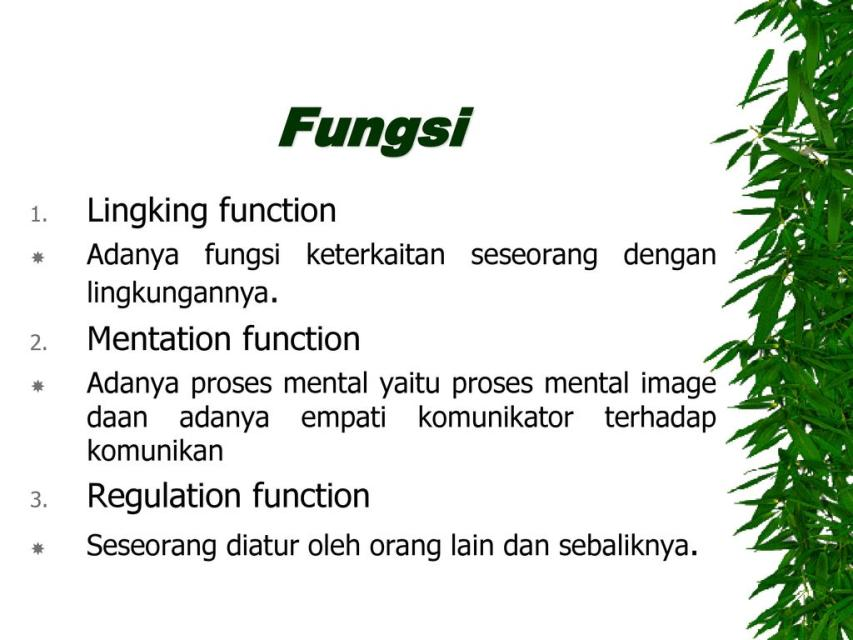 Fungsi
1. Lingking function
✷ Adanya fungsi keterkaitan seseorang dengan
lingkungannya.
2. Mentation function
✷ Adanya proses mental yaitu proses mental image
daan adanya empati komunikator terhadap
komunikan
3. Regulation function
✷ Seseorang diatur oleh orang lain dan sebaliknya.